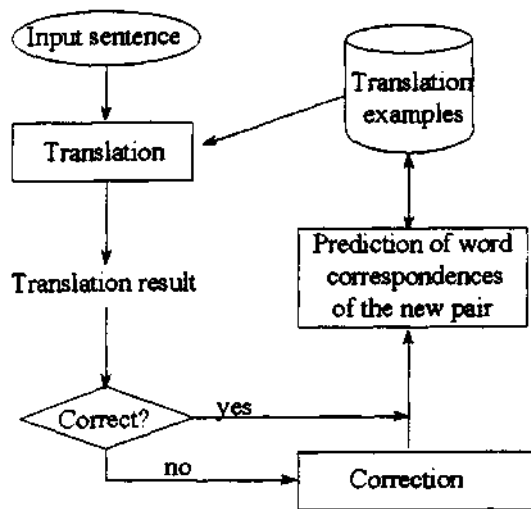 Input sentence
Translation
examples
Translation
Prediction of word
correspondences
of the new pair
Translation result
Correct?
yes
no
Correction